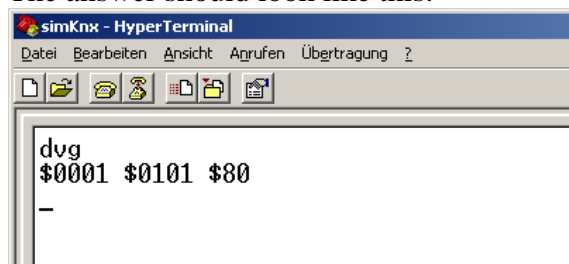 The answer should look like this:
simKnx - HyperTerminal
Datei Bearbeiten Ansicht Anrufen Übertragung ?
dvg
$0001 $0101 $80
_